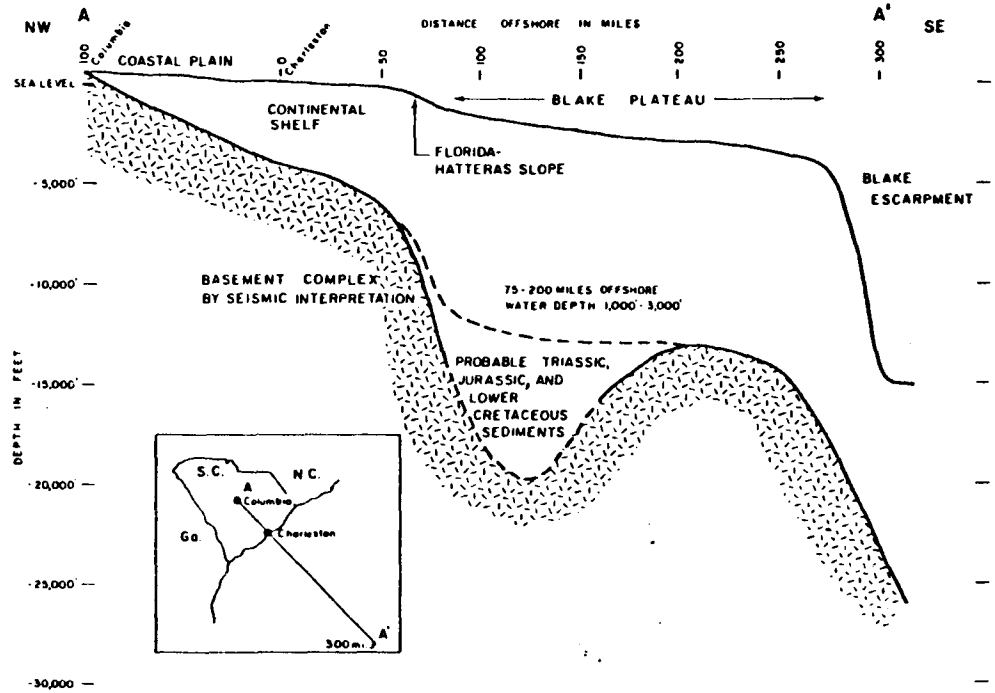 NW A DISTANCE OFFSHORE IN MILES A' SE
100 Columbia 0 Charleston 50 100 150 200 250 300
COASTAL PLAIN
SEA LEVEL
BLAKE PLATEAU
CONTINENTAL
SHELF
FLORIDA-
HATTERAS SLOPE
BLAKE
ESCARPMENT
-5,000'
BASEMENT COMPLEX
BY SEISMIC INTERPRETATION
-10,000'
75-200 MILES OFFSHORE
WATER DEPTH 1,000'-3,000'
PROBABLE TRIASSIC,
JURASSIC, AND
LOWER
CRETACEOUS
SEDIMENTS
-15,000'
DEPTH IN FEET
-20,000'
-25,000'
-30,000'
S.C. N.C.
A
Columbia
Ga.
Charleston
A'
300 mi.